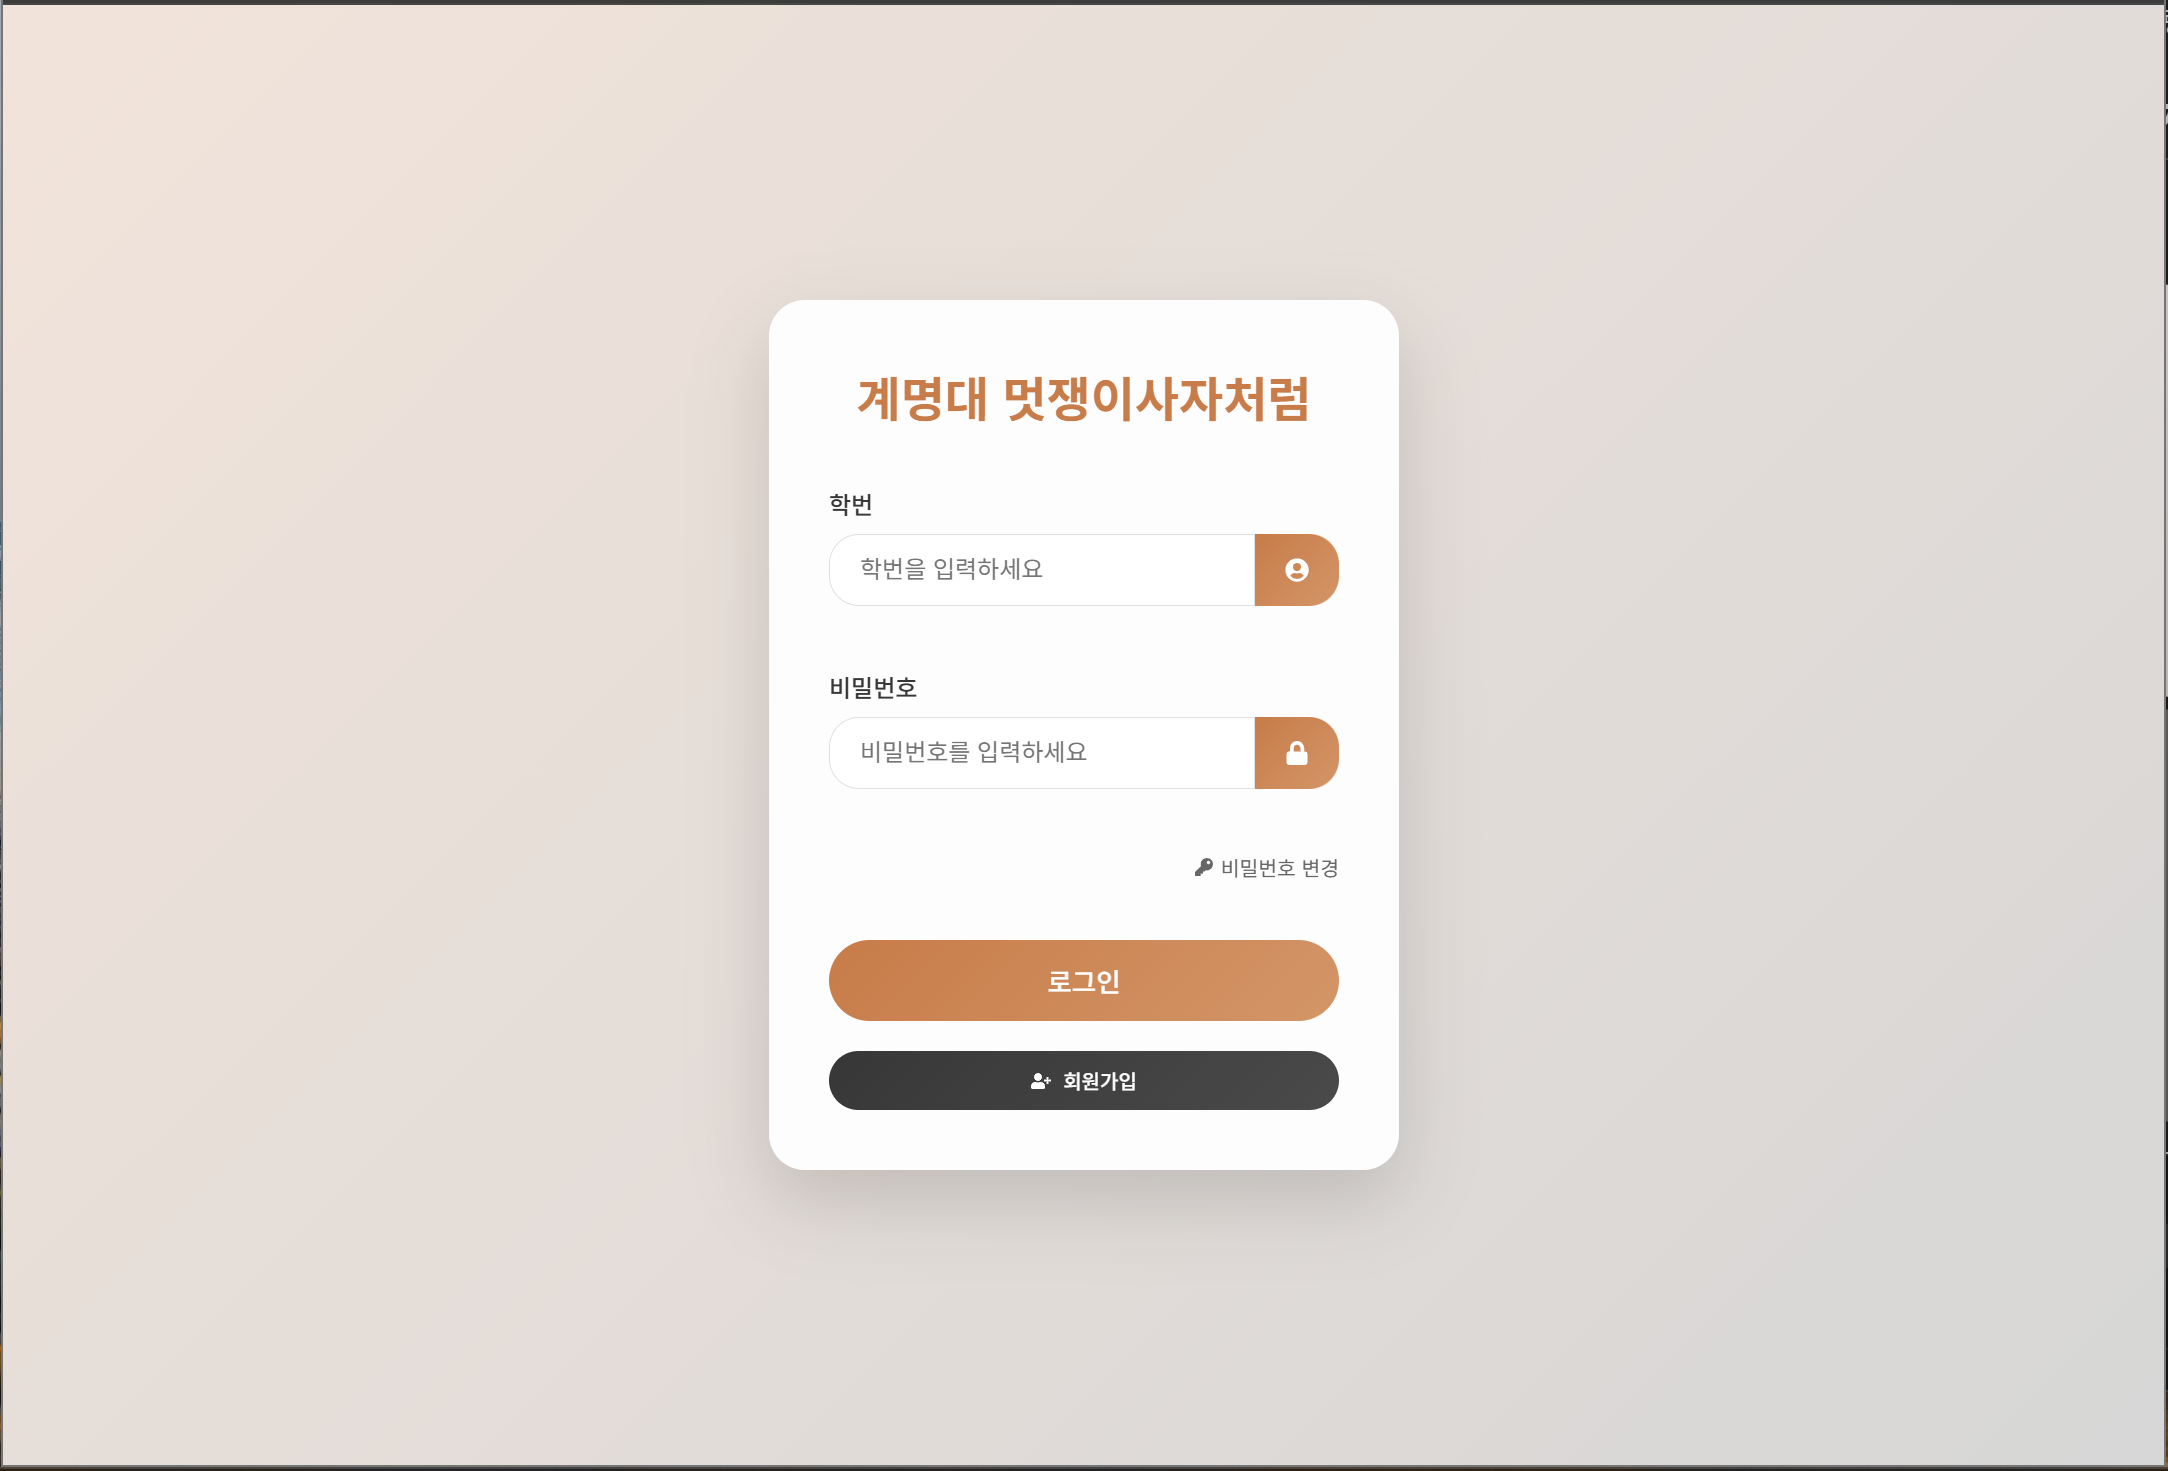 계명대 멋쟁이사자처럼
학번
학번을 입력하세요
비밀번호
비밀번호를 입력하세요
비밀번호 변경
로그인
회원가입